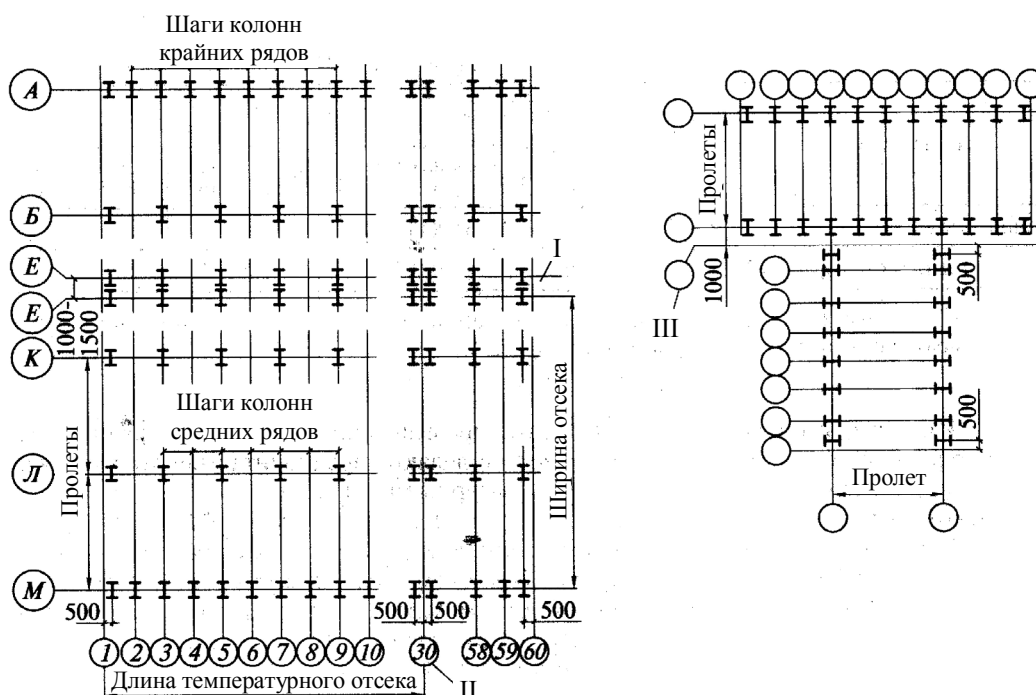 Шаги колонн
крайних рядов
А
Б
Е
I
Е
1000
1500
К
Шаги колонн
средних рядов
Пролеты
Л
Ширина отсека
М
500
500
500
500
1 2 3 4 5 6 7 8 9 10 30 58 59 60
Длина температурного отсека
II
Пролеты
1000
500
III
500
Пролет